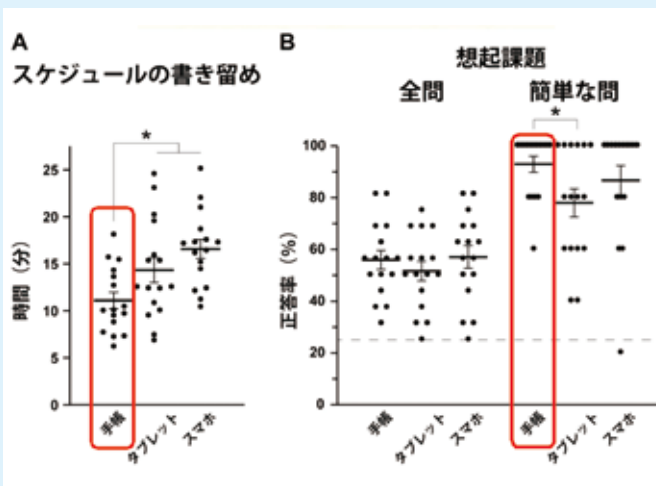 A
スケジュールの書き留め
*
時間（分）
25
20
15
10
5
0
手帳
タブレット
スマホ
B
想起課題
全問
簡単な問
*
正答率（%）
100
80
60
40
20
0
手帳
タブレット
スマホ
手帳
タブレット
スマホ